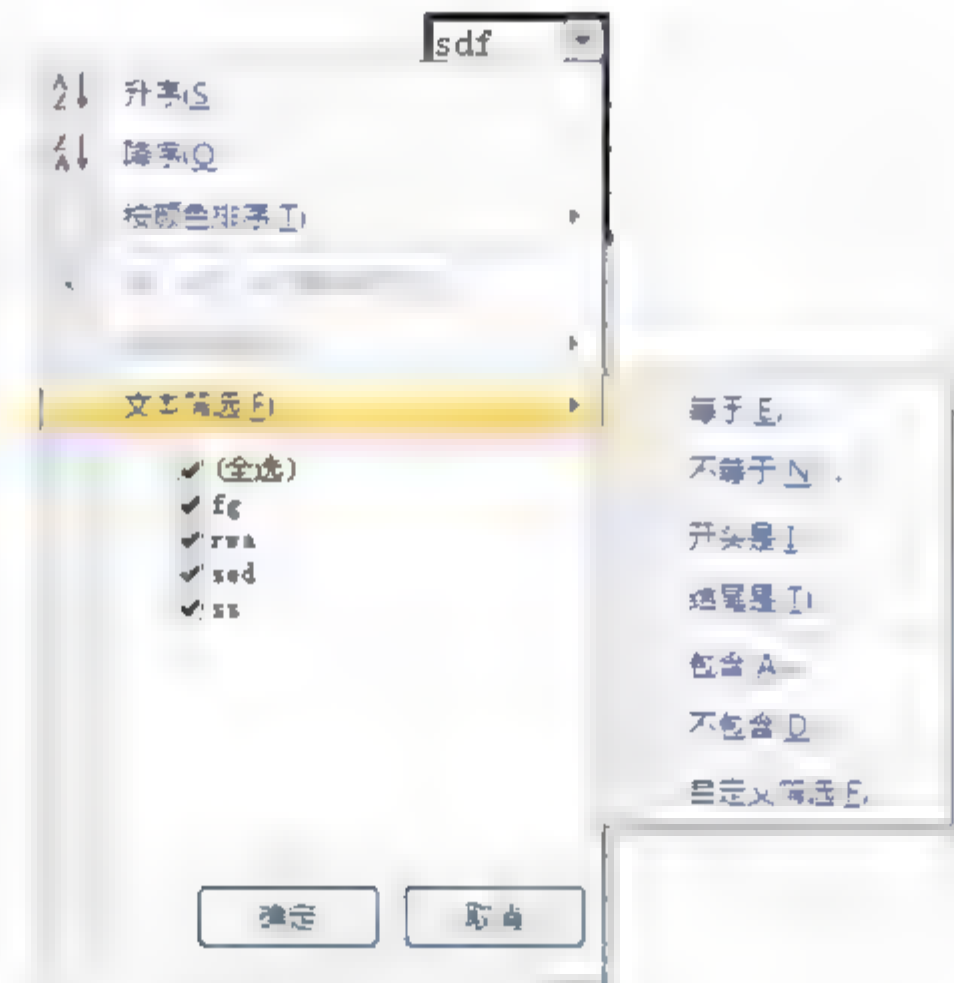 sdf
升序(S
降序(O
按颜色排序(T)
文本筛选(F)
(全选)
fg
sed
ss
等于(E)
不等于(N)
开头是(I)
结尾是(T)
包含(A)
不包含(D)
自定义筛选(F)
确定
取消